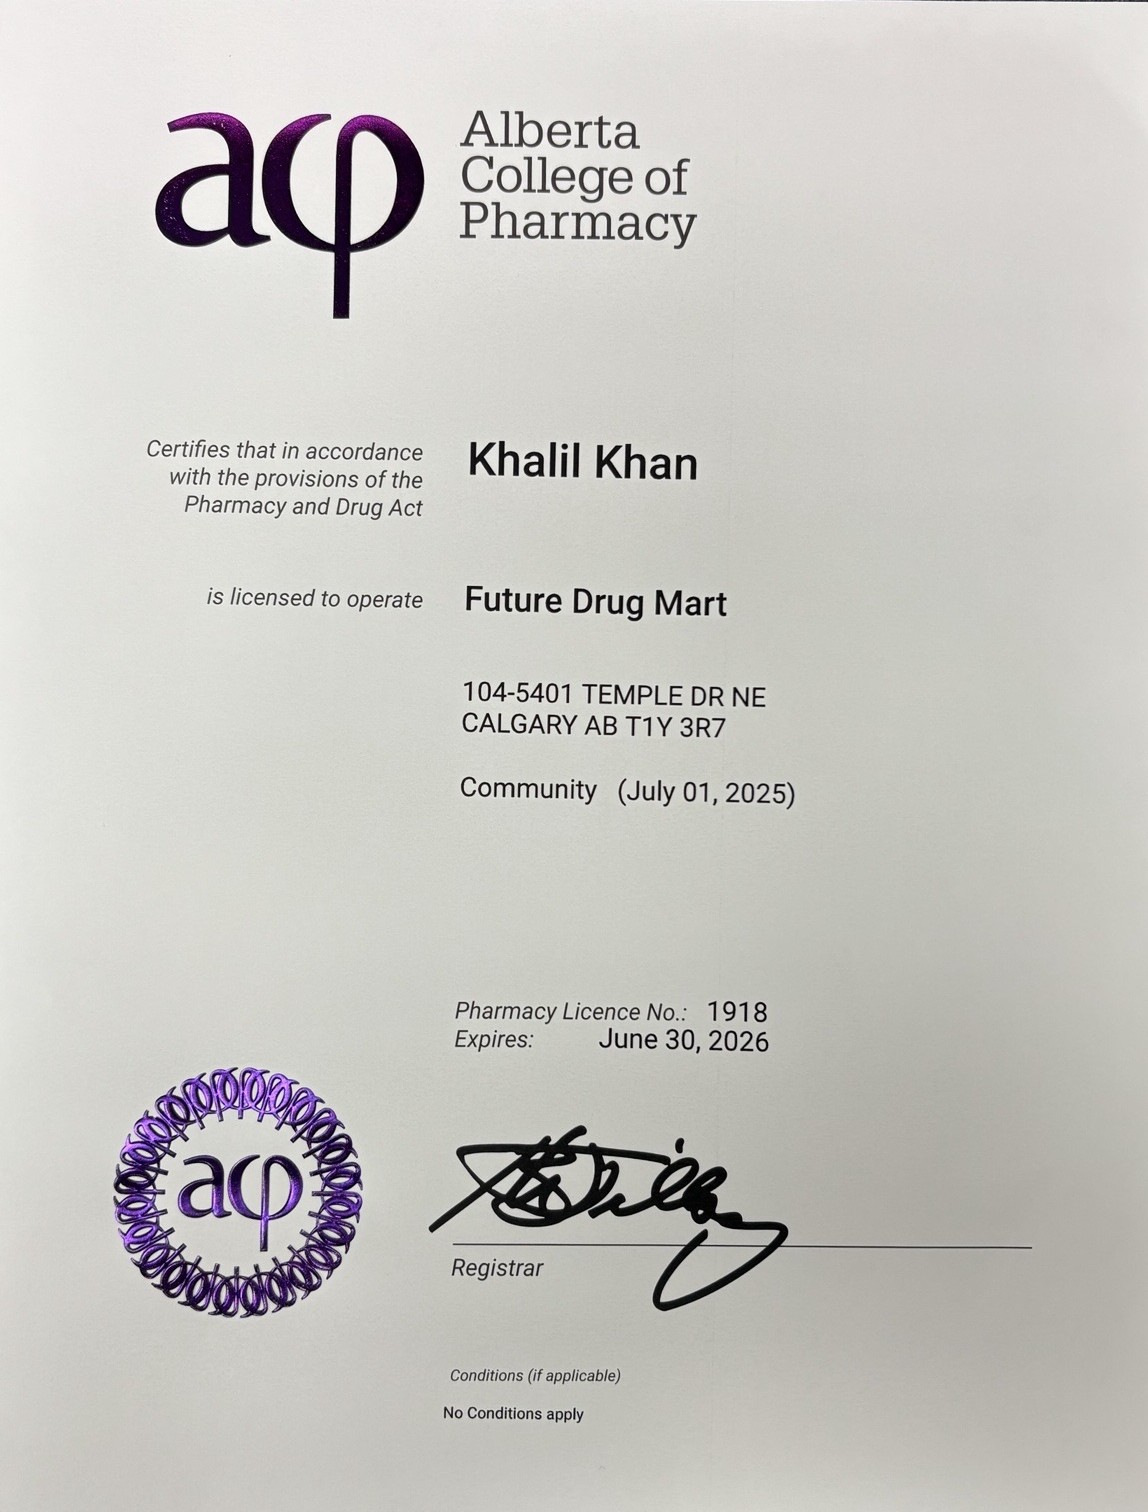 acp
Alberta
College of
Pharmacy
Certifies that in accordance
with the provisions of the
Pharmacy and Drug Act
Khalil Khan
is licensed to operate
Future Drug Mart
104-5401 TEMPLE DR NE
CALGARY AB T1Y 3R7
Community (July 01, 2025)
Pharmacy Licence No.: 1918
Expires: June 30, 2026
acp
Registrar
Conditions (if applicable)
No Conditions apply